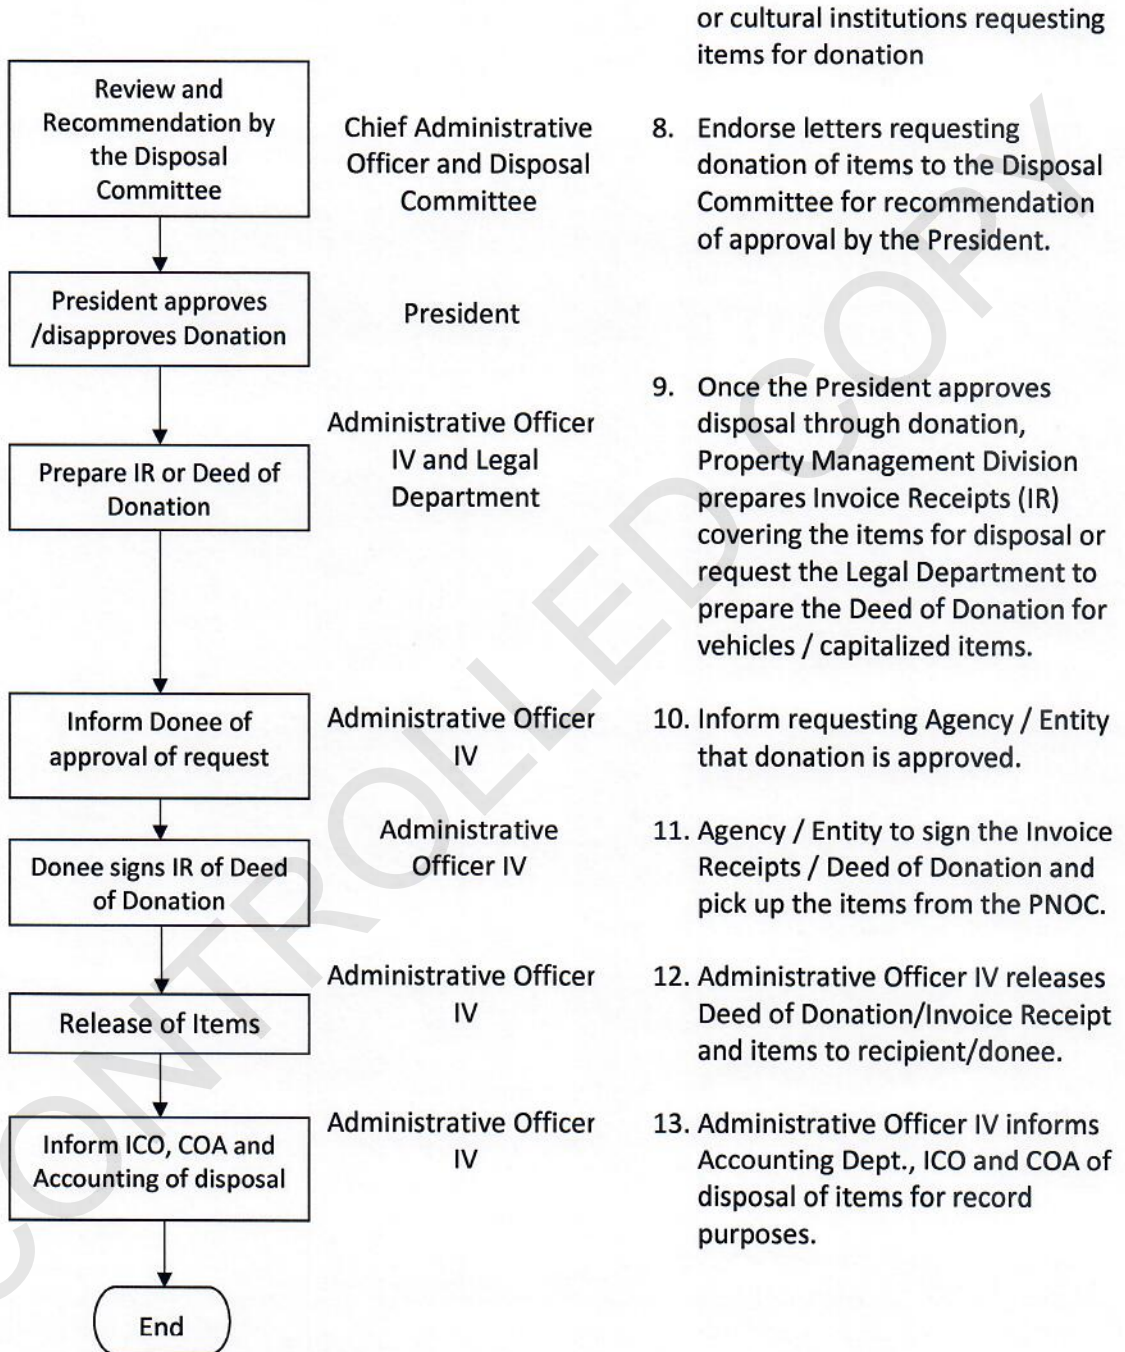 or cultural institutions requesting
items for donation
Review and
Recommendation by
the Disposal
Committee
Chief Administrative
Officer and Disposal
Committee
8. Endorse letters requesting
donation of items to the Disposal
Committee for recommendation
of approval by the President.
President approves
/disapproves Donation
President
Prepare IR or Deed of
Donation
Administrative Officer
IV and Legal
Department
9. Once the President approves
disposal through donation,
Property Management Division
prepares Invoice Receipts (IR)
covering the items for disposal or
request the Legal Department to
prepare the Deed of Donation for
vehicles / capitalized items.
Inform Donee of
approval of request
Administrative Officer
IV
10. Inform requesting Agency / Entity
that donation is approved.
Donee signs IR of Deed
of Donation
Administrative
Officer IV
11. Agency / Entity to sign the Invoice
Receipts / Deed of Donation and
pick up the items from the PNOC.
Release of Items
Administrative Officer
IV
12. Administrative Officer IV releases
Deed of Donation/Invoice Receipt
and items to recipient/donee.
Inform ICO, COA and
Accounting of disposal
Administrative Officer
IV
13. Administrative Officer IV informs
Accounting Dept., ICO and COA of
disposal of items for record
purposes.
End
CONTROLLED COPY